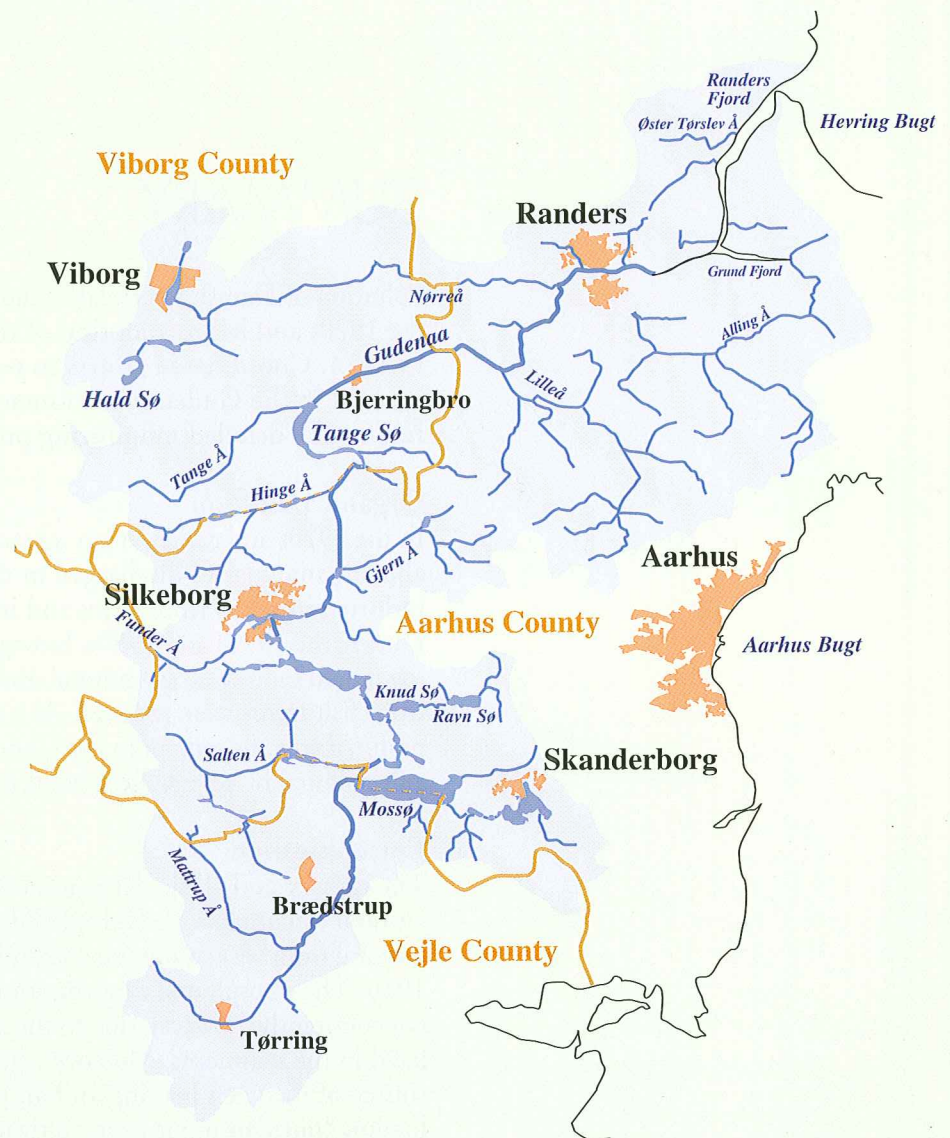 Randers
Fjord
Øster Tørslev Å
Hevring Bugt
Viborg County
Randers
Viborg
Grund Fjord
Nørreå
Alling Å
Gudenaa
Lilleå
Hald Sø
Bjerringbro
Tange Sø
Tange Å
Hinge Å
Aarhus
Gjern Å
Silkeborg
Aarhus County
Funder Å
Aarhus Bugt
Knud Sø
Ravn Sø
Salten Å
Skanderborg
Mossø
Mattrup Å
Brædstrup
Vejle County
Tørring